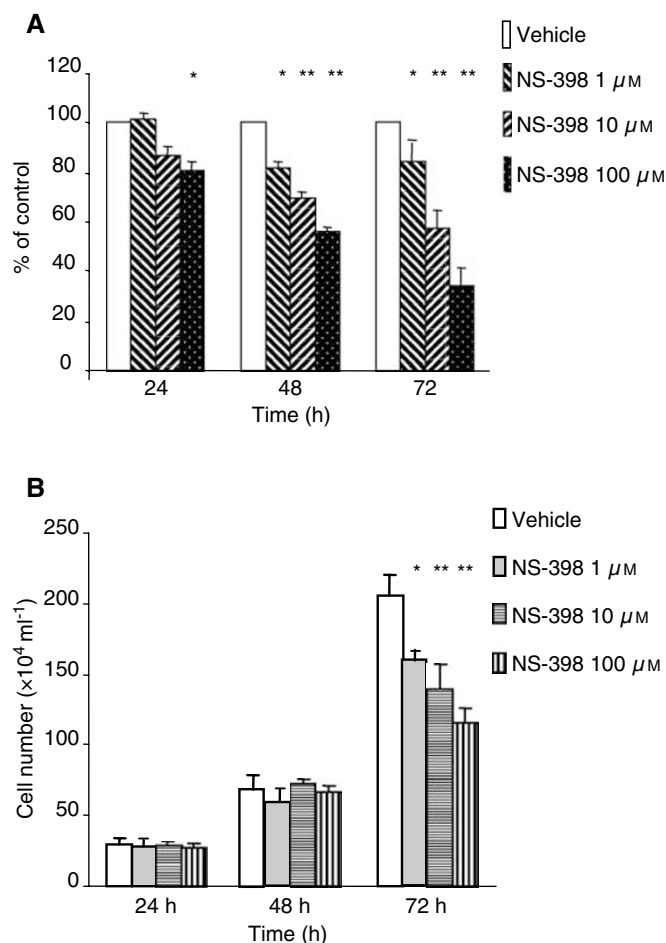 A
Vehicle
NS-398 1 µM
NS-398 10 µM
NS-398 100 µM
120
100
80
60
40
20
0
% of control
* * ** ** * ** **
24 48 72
Time (h)
B
Vehicle
NS-398 1 µM
NS-398 10 µM
NS-398 100 µM
250
200
150
100
50
0
Cell number (×10⁴ ml⁻¹)
* ** **
24 h 48 h 72 h
Time (h)